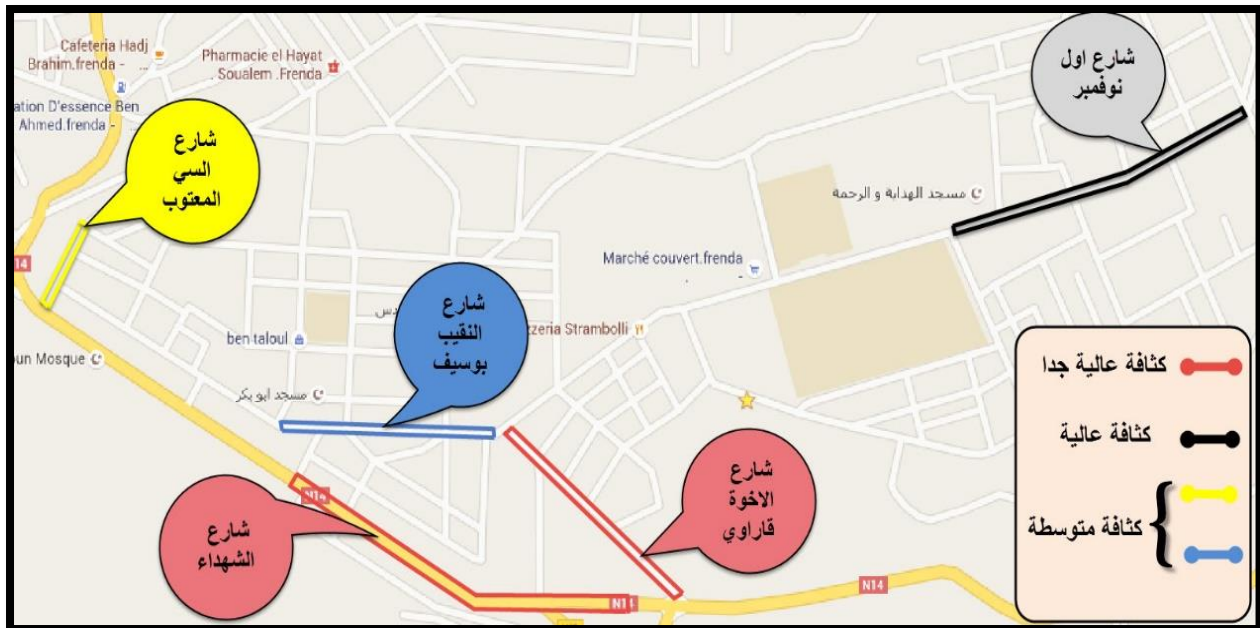 Cafeteria Hadj
Brahim.frenda - ...
Pharmacie el Hayat
. Soualem .Frenda
ation D'essence Ben
Ahmed.frenda - ...
شارع
السي
المعتوب
شارع اول
نوفمبر
مسجد الهداية و الرحمة
14
Marché couvert.frenda
شارع
النقيب
بوسيف
دس
zeria Strambolli
ben taloul
un Mosque
مسجد ابو بكر
N14
شارع
الشهداء
شارع
الاخوة
قاراوي
N14
N14
كثافة عالية جدا
كثافة عالية
كثافة متوسطة